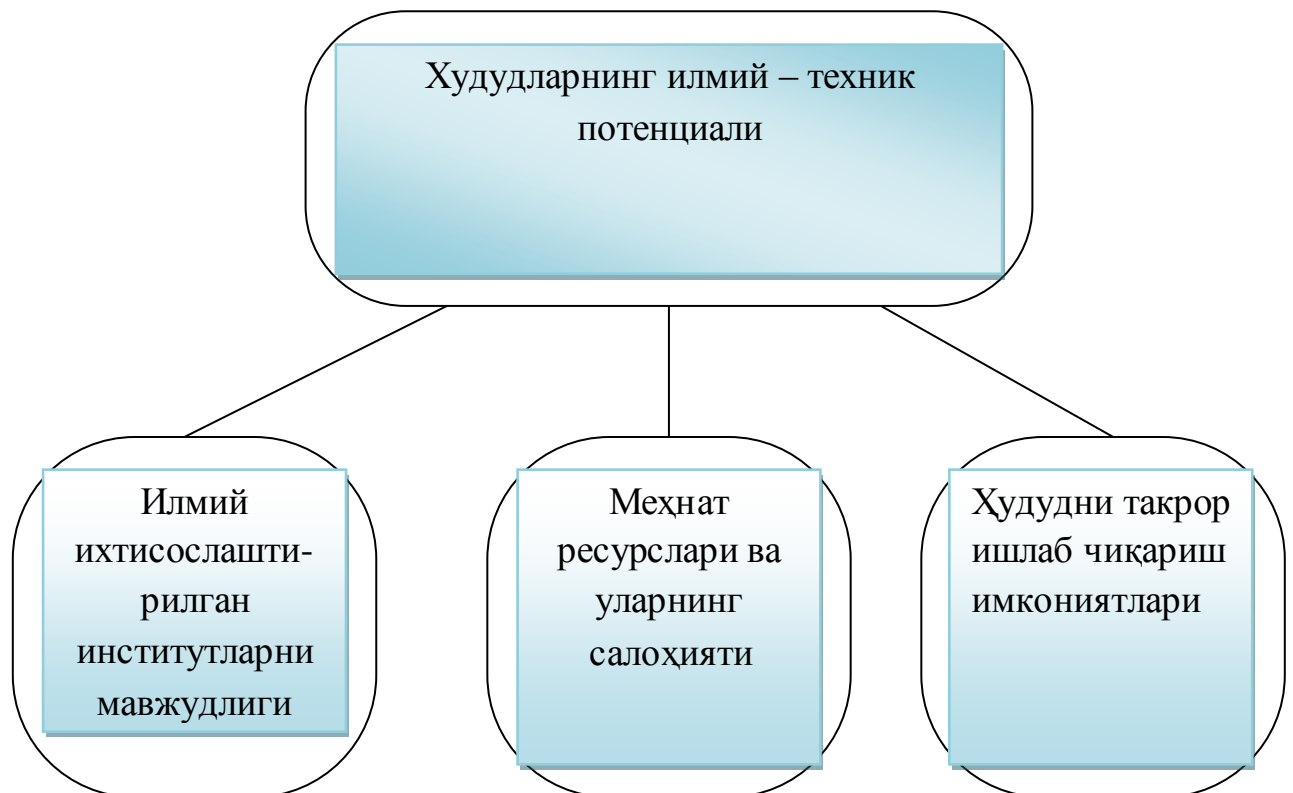 Худудларнинг илмий – техник
потенциали
Илмий
ихтисослашти-
рилган
институтларни
мавжудлиги
Меҳнат
ресурслари ва
уларнинг
салоҳияти
Ҳудудни такрор
ишлаб чиқариш
имкониятлари